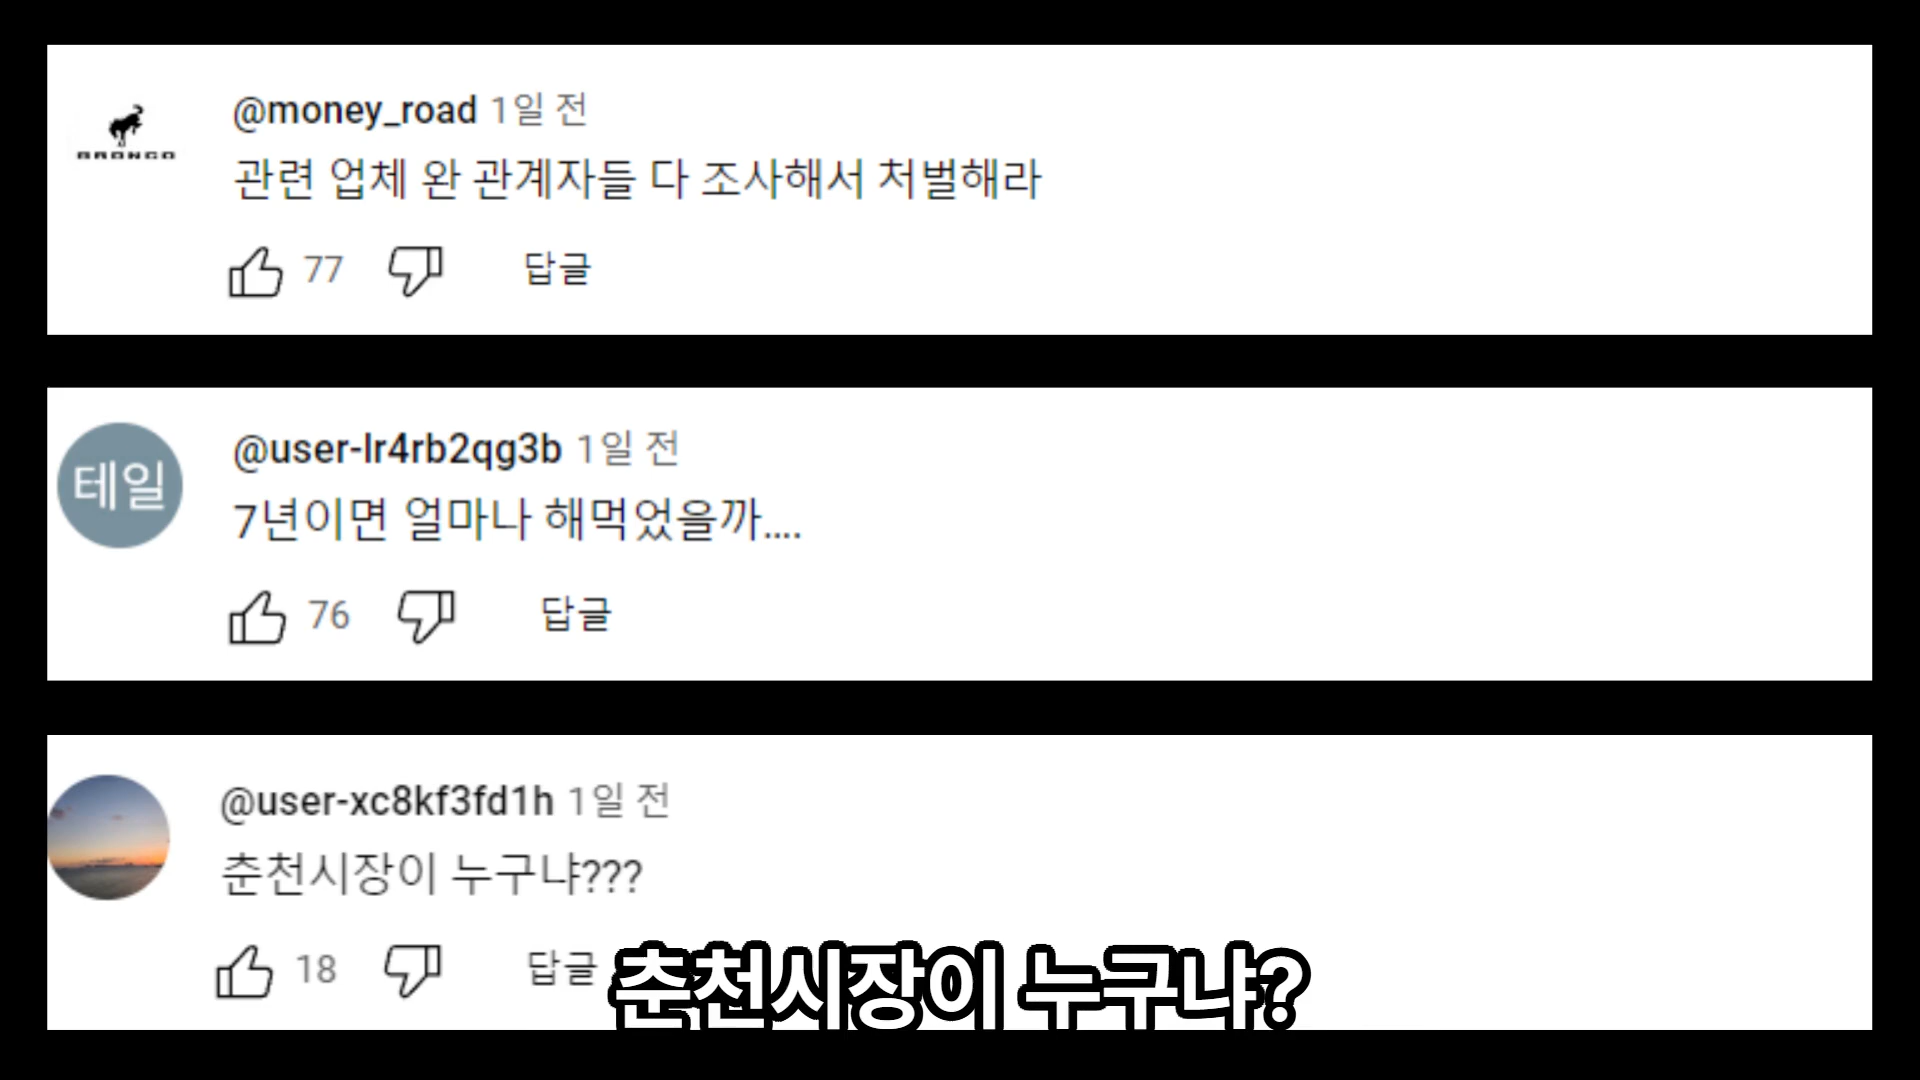 BRONCO
@money_road 1일 전
관련 업체 완 관계자들 다 조사해서 처벌해라
77 답글
테일
@user-lr4rb2qg3b 1일 전
7년이면 얼마나 해먹었을까....
76 답글
@user-xc8kf3fd1h 1일 전
춘천시장이 누구냐???
18 답글
춘천시장이 누구냐?